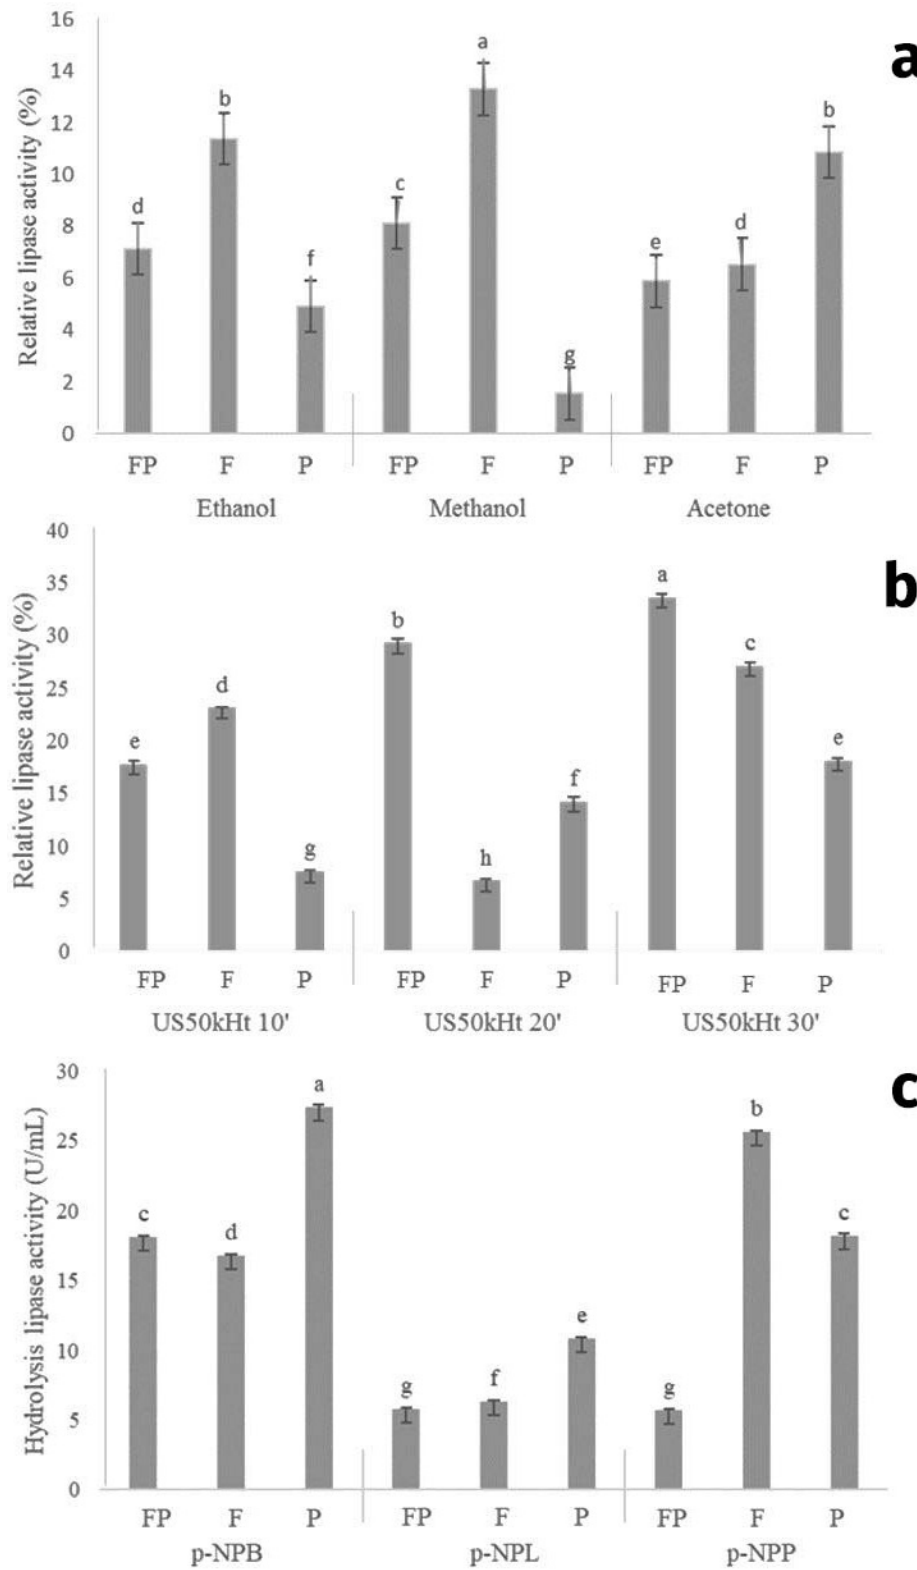 a
Relative lipase activity (%)
16
14
12
10
8
6
4
2
0
d
b
f
c
a
g
e
d
b
FP F P FP F P FP F P
Ethanol Methanol Acetone
b
Relative lipase activity (%)
40
35
30
25
20
15
10
5
0
e
d
g
b
h
f
a
c
e
FP F P FP F P FP F P
US50kHt 10' US50kHt 20' US50kHt 30'
c
Hydrolysis lipase activity (U/mL)
30
25
20
15
10
5
0
c
d
a
g
f
e
g
b
c
FP F P FP F P FP F P
p-NPB p-NPL p-NPP